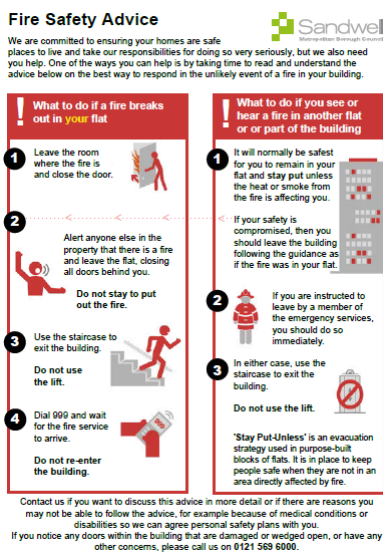 Fire Safety Advice
Sandwell
Metropolitan Borough Council
We are committed to ensuring your homes are safe
places to live and take our responsibilities for doing so very seriously, but we also need
you help. One of the ways you can help is by taking time to read and understand the
advice below on the best way to respond in the unlikely event of a fire in your building.
! What to do if a fire breaks
out in your flat
1 Leave the room
where the fire is
and close the door.
2
Alert anyone else in the
property that there is a fire
and leave the flat, closing
all doors behind you.
Do not stay to put
out the fire.
3 Use the staircase to
exit the building.
Do not use
the lift.
4 Dial 999 and wait
for the fire service
to arrive.
999
Do not re-enter
the building.
! What to do if you see or
hear a fire in another flat
or or part of the building
1 It will normally be safest
for you to remain in your
flat and stay put unless
the heat or smoke from
the fire is affecting you.
If your safety is
compromised, then you
should leave the building
following the guidance as
if the fire was in your flat.
2 If you are instructed to
leave by a member of
the emergency services,
you should do so
immediately.
3 In either case, use the
staircase to exit the
building.
Do not use the lift.
'Stay Put-Unless' is an evacuation
strategy used in purpose-built
blocks of flats. It is in place to keep
people safe when they are not in an
area directly affected by fire.
Contact us if you want to discuss this advice in more detail or if there are reasons you
may not be able to follow the advice, for example because of medical conditions or
disabilities so we can agree personal safety plans with you.
If you notice any doors within the building that are damaged or wedged open, or have any
other concerns, please call us on 0121 569 6000.